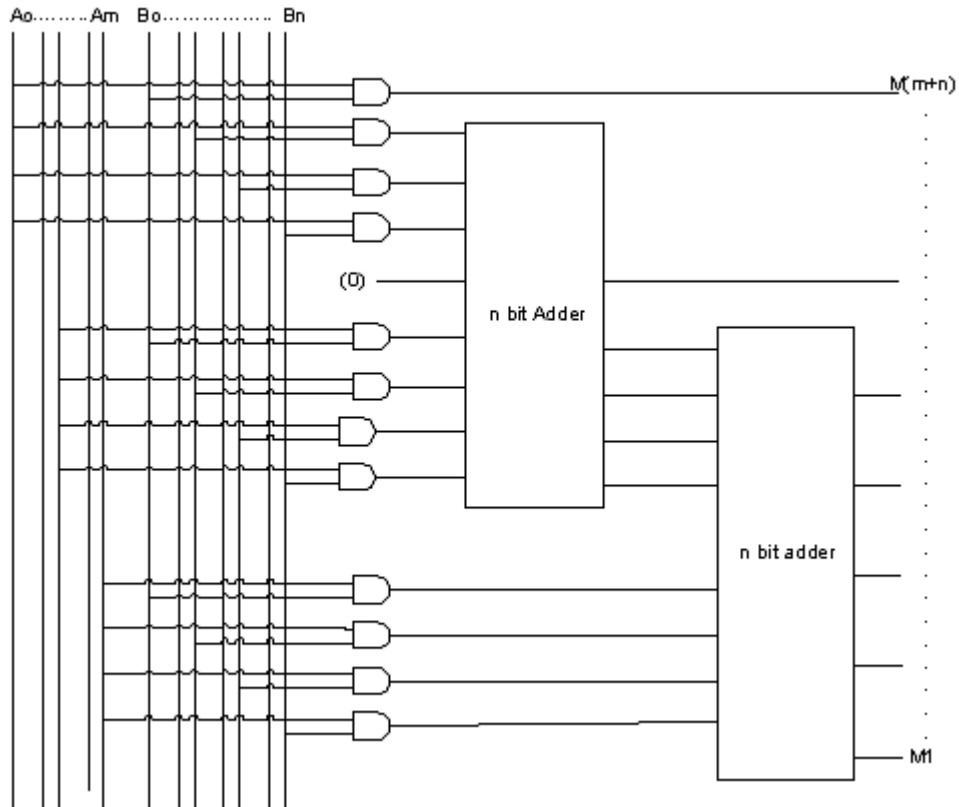 Ao........Am Bo.................. Bn
M(m+n)
(0)
n bit Adder
n bit adder
M1